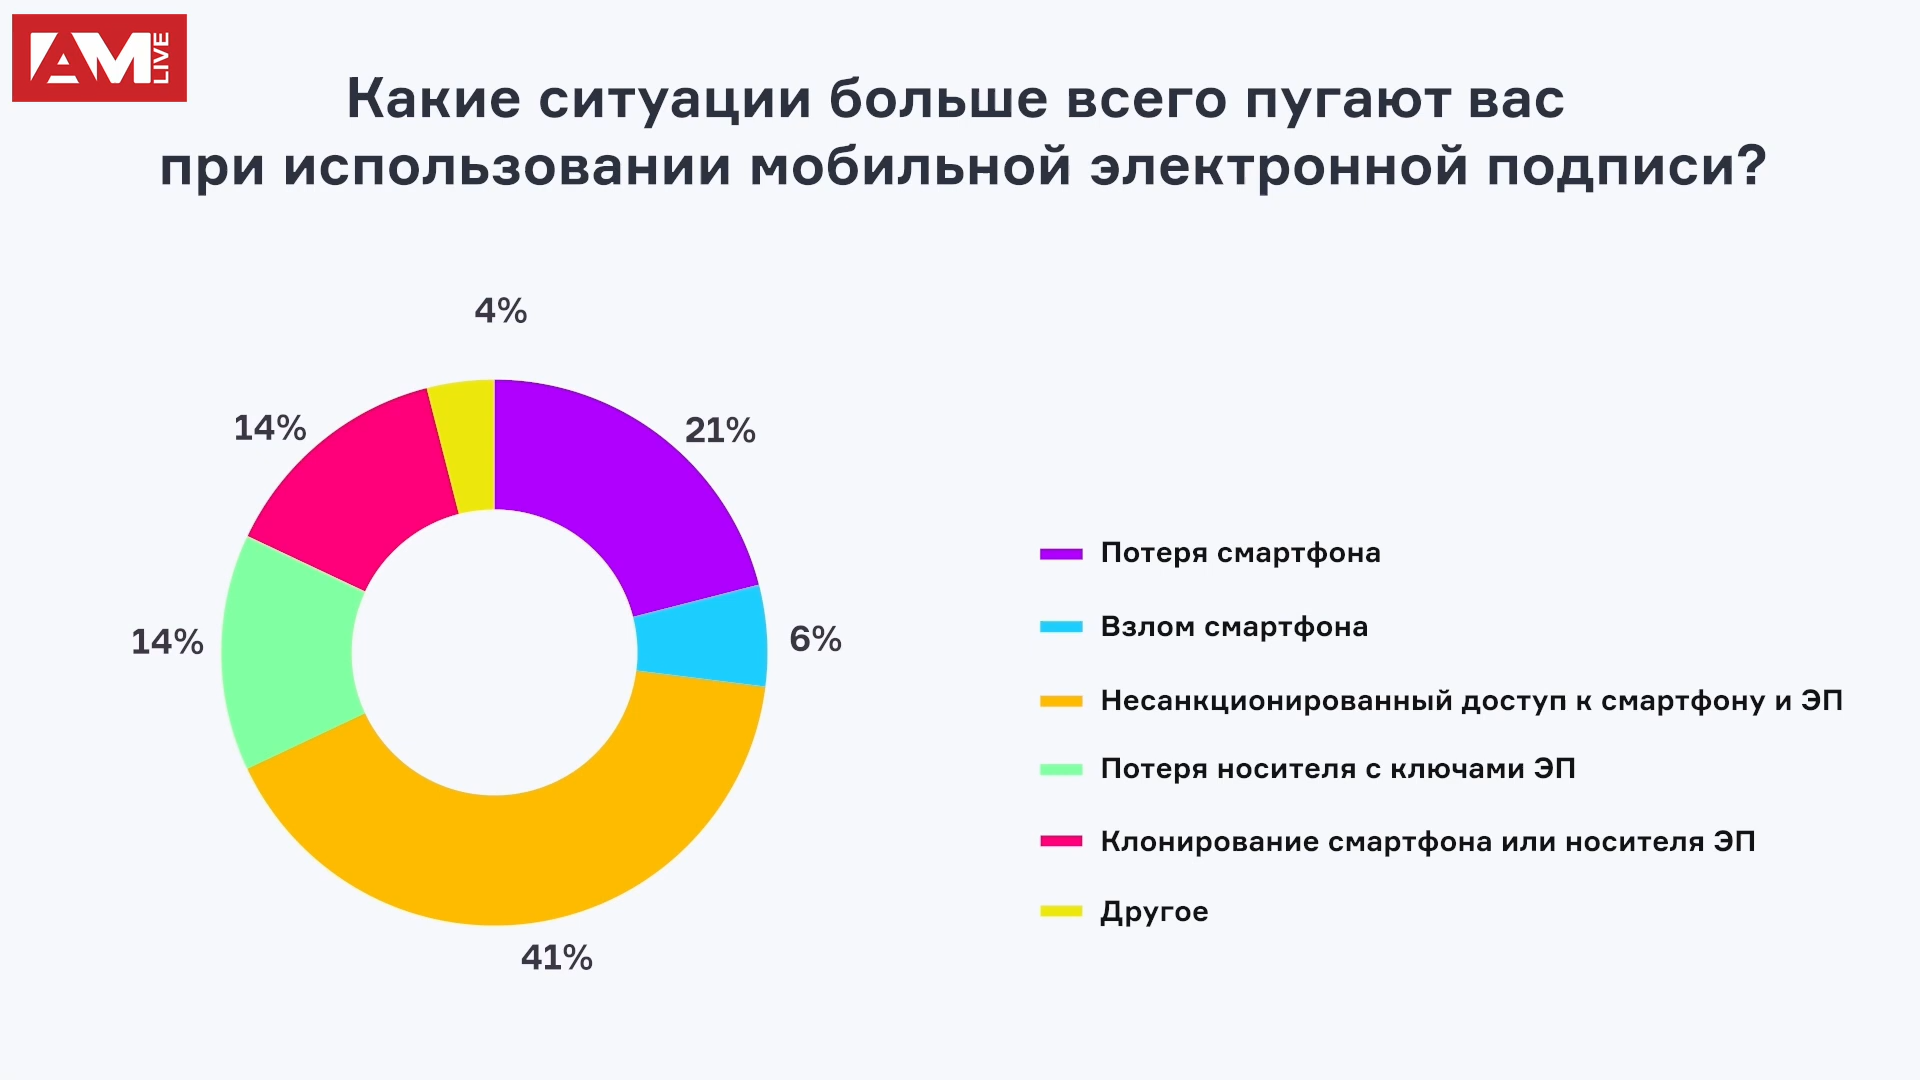 AM LIVE
Какие ситуации больше всего пугают вас
при использовании мобильной электронной подписи?
4%
14%
21%
14%
6%
41%
Потеря смартфона
Взлом смартфона
Несанкционированный доступ к смартфону и ЭП
Потеря носителя с ключами ЭП
Клонирование смартфона или носителя ЭП
Другое